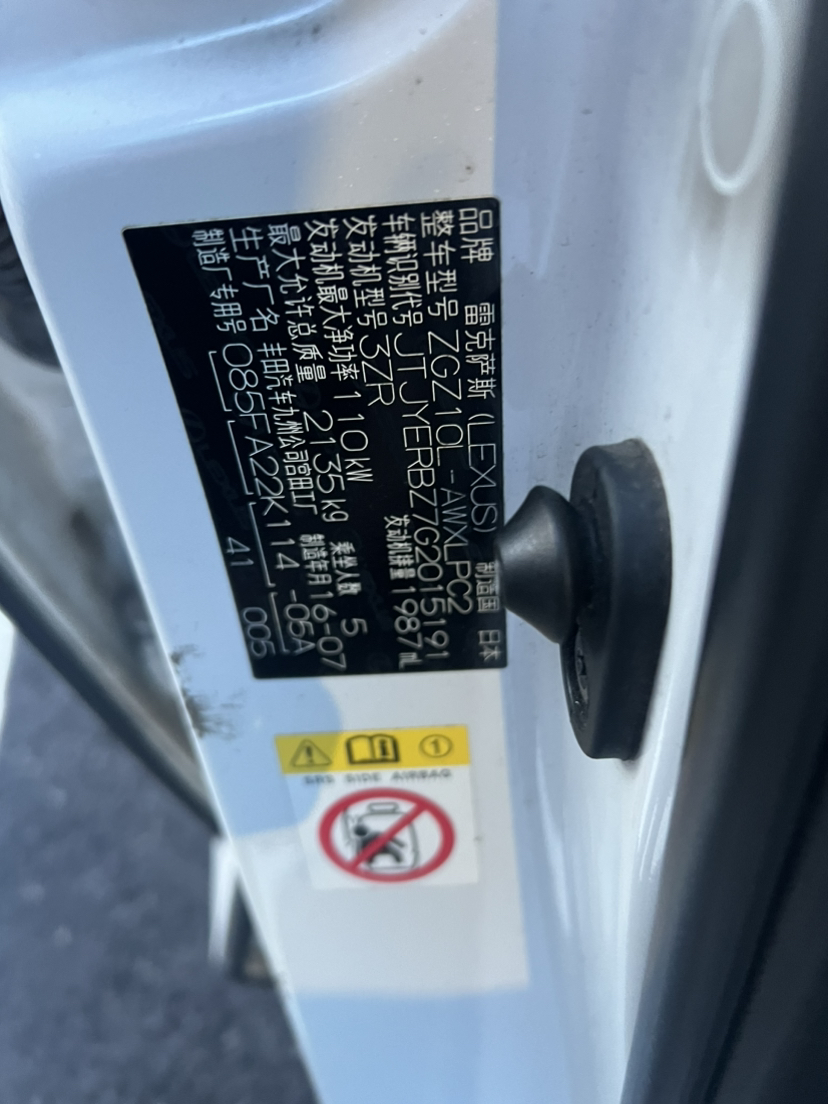 品牌 雷克萨斯 (LEXUS) 制造国 日本
整车型号 ZGZ10L-AWXLPC2
车辆识别代号 JTJYERBZ7G2015191
发动机型号 3ZR 发动机排量 1987mL
发动机最大净功率 110kW 乘坐人数 5
最大允许总质量 2135kg 制造年月 16-07
生产厂名 丰田汽车九州公司宫田工厂
制造厂专用号 085FA22K114-05A
41 005
1
SRS SIDE AIRBAG